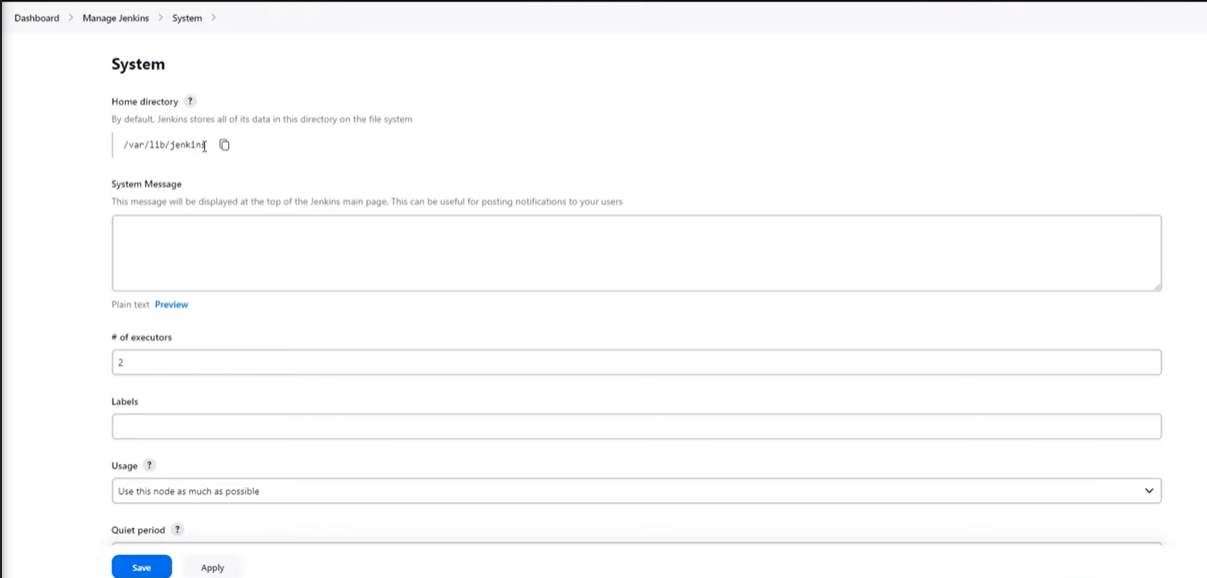 Dashboard > Manage Jenkins > System >
System
Home directory ?
By default, Jenkins stores all of its data in this directory on the file system
/var/lib/jenkins
System Message
This message will be displayed at the top of the Jenkins main page. This can be useful for posting notifications to your users
Plain text Preview
# of executors
2
Labels
Usage ?
Use this node as much as possible
Quiet period ?
Save Apply